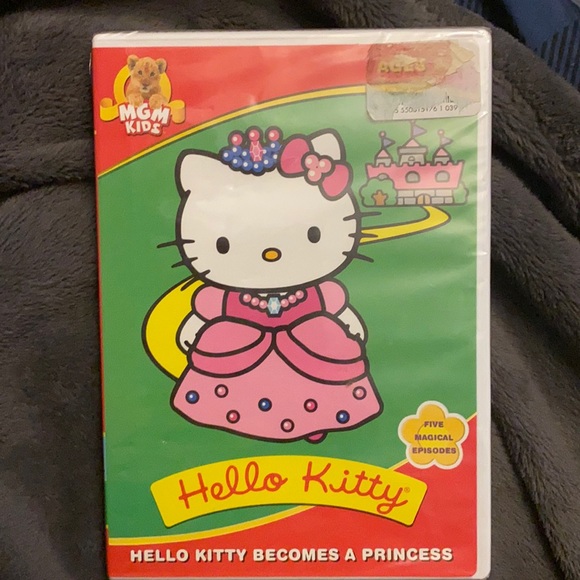 MGM
KIDS
FIVE
MAGICAL
EPISODES
Hello Kitty®
HELLO KITTY BECOMES A PRINCESS